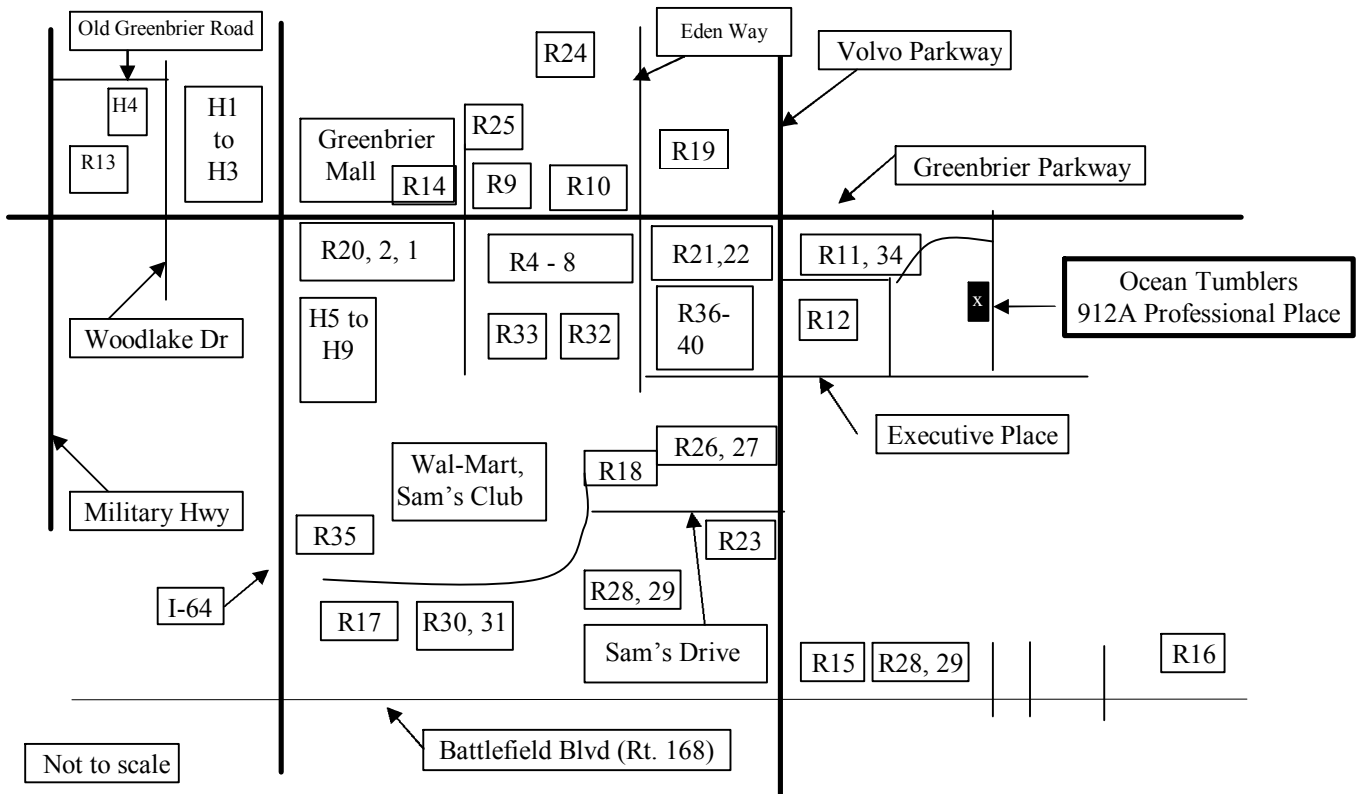 Old Greenbrier Road
Eden Way
Volvo Parkway
R24
H4
H1
to
H3
R25
Greenbrier
Mall
R13
R19
Greenbrier Parkway
R14
R9
R10
R20, 2, 1
R4 - 8
R21,22
R11, 34
Ocean Tumblers
912A Professional Place
x
H5 to
H9
R36-
40
R12
Woodlake Dr
R33
R32
Executive Place
R26, 27
R18
Wal-Mart,
Sam's Club
Military Hwy
R35
R23
I-64
R28, 29
R17
R30, 31
Sam's Drive
R15
R28, 29
R16
Battlefield Blvd (Rt. 168)
Not to scale